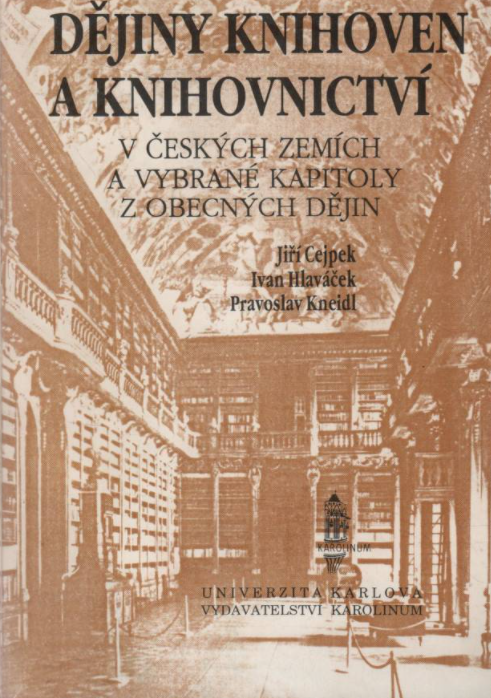 DĚJINY KNIHOVEN
A KNIHOVNICTVÍ
V ČESKÝCH ZEMÍCH
A VYBRANÉ KAPITOLY
Z OBECNÝCH DĚJIN
Jiří Cejpek
Ivan Hlaváček
Pravoslav Kneidl
KAROLINUM
UNIVERZITA KARLOVA
VYDAVATELSTVÍ KAROLINUM